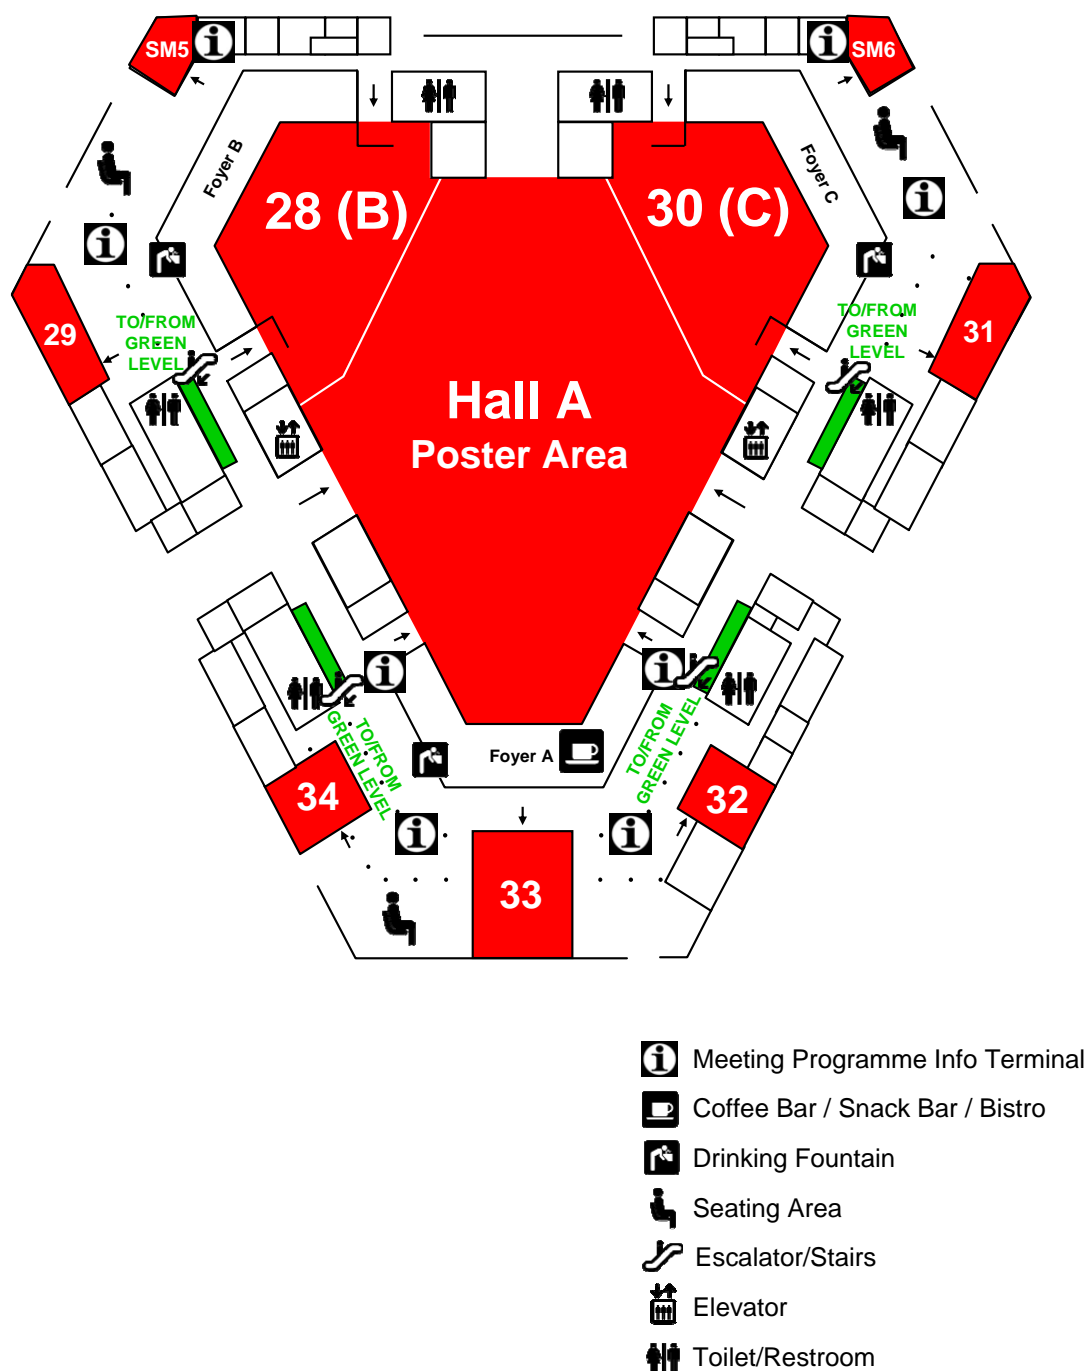 SM5
SM6
Foyer B
Foyer C
28 (B)
30 (C)
29
31
TO/FROM
GREEN
LEVEL
TO/FROM
GREEN
LEVEL
Hall A
Poster Area
TO/FROM
GREEN LEVEL
TO/FROM
GREEN LEVEL
Foyer A
34
32
33
Meeting Programme Info Terminal
Coffee Bar / Snack Bar / Bistro
Drinking Fountain
Seating Area
Escalator/Stairs
Elevator
Toilet/Restroom